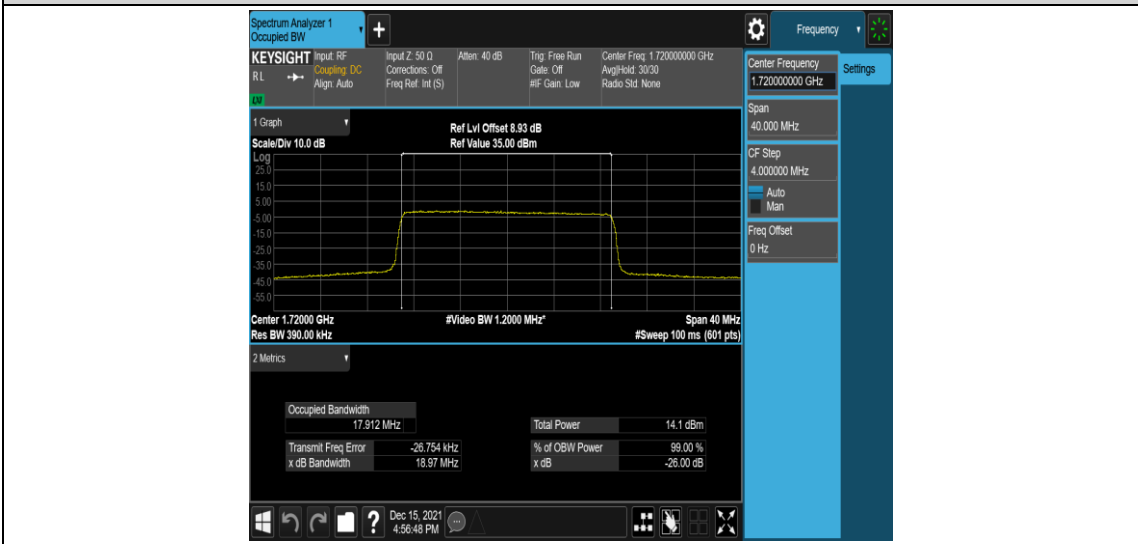 Spectrum Analyzer 1
Occupied BW
+
Frequency
KEYSIGHT
Input: RF
Input Z: 50 Ω
Atten: 40 dB
Trig: Free Run
Center Freq: 1.720000000 GHz
R L
Coupling: DC
Corrections: Off
Gate: Off
Avg|Hold: 30/30
Align: Auto
Freq Ref: Int (S)
#IF Gain: Low
Radio Std: None
LXI
Center Frequency
1.720000000 GHz
Settings
Span
40.000 MHz
CF Step
4.000000 MHz
Auto
Man
Freq Offset
0 Hz
1 Graph
Ref Lvl Offset 8.93 dB
Scale/Div 10.0 dB
Ref Value 35.00 dBm
Log
25.0
15.0
5.00
-5.00
-15.0
-25.0
-35.0
-45.0
-55.0
Center 1.72000 GHz
#Video BW 1.2000 MHz*
Span 40 MHz
Res BW 390.00 kHz
#Sweep 100 ms (601 pts)
2 Metrics
Occupied Bandwidth
17.912 MHz
Total Power 14.1 dBm
Transmit Freq Error -26.754 kHz
% of OBW Power 99.00 %
x dB Bandwidth 18.97 MHz
x dB -26.00 dB
?
Dec 15, 2021
4:56:48 PM